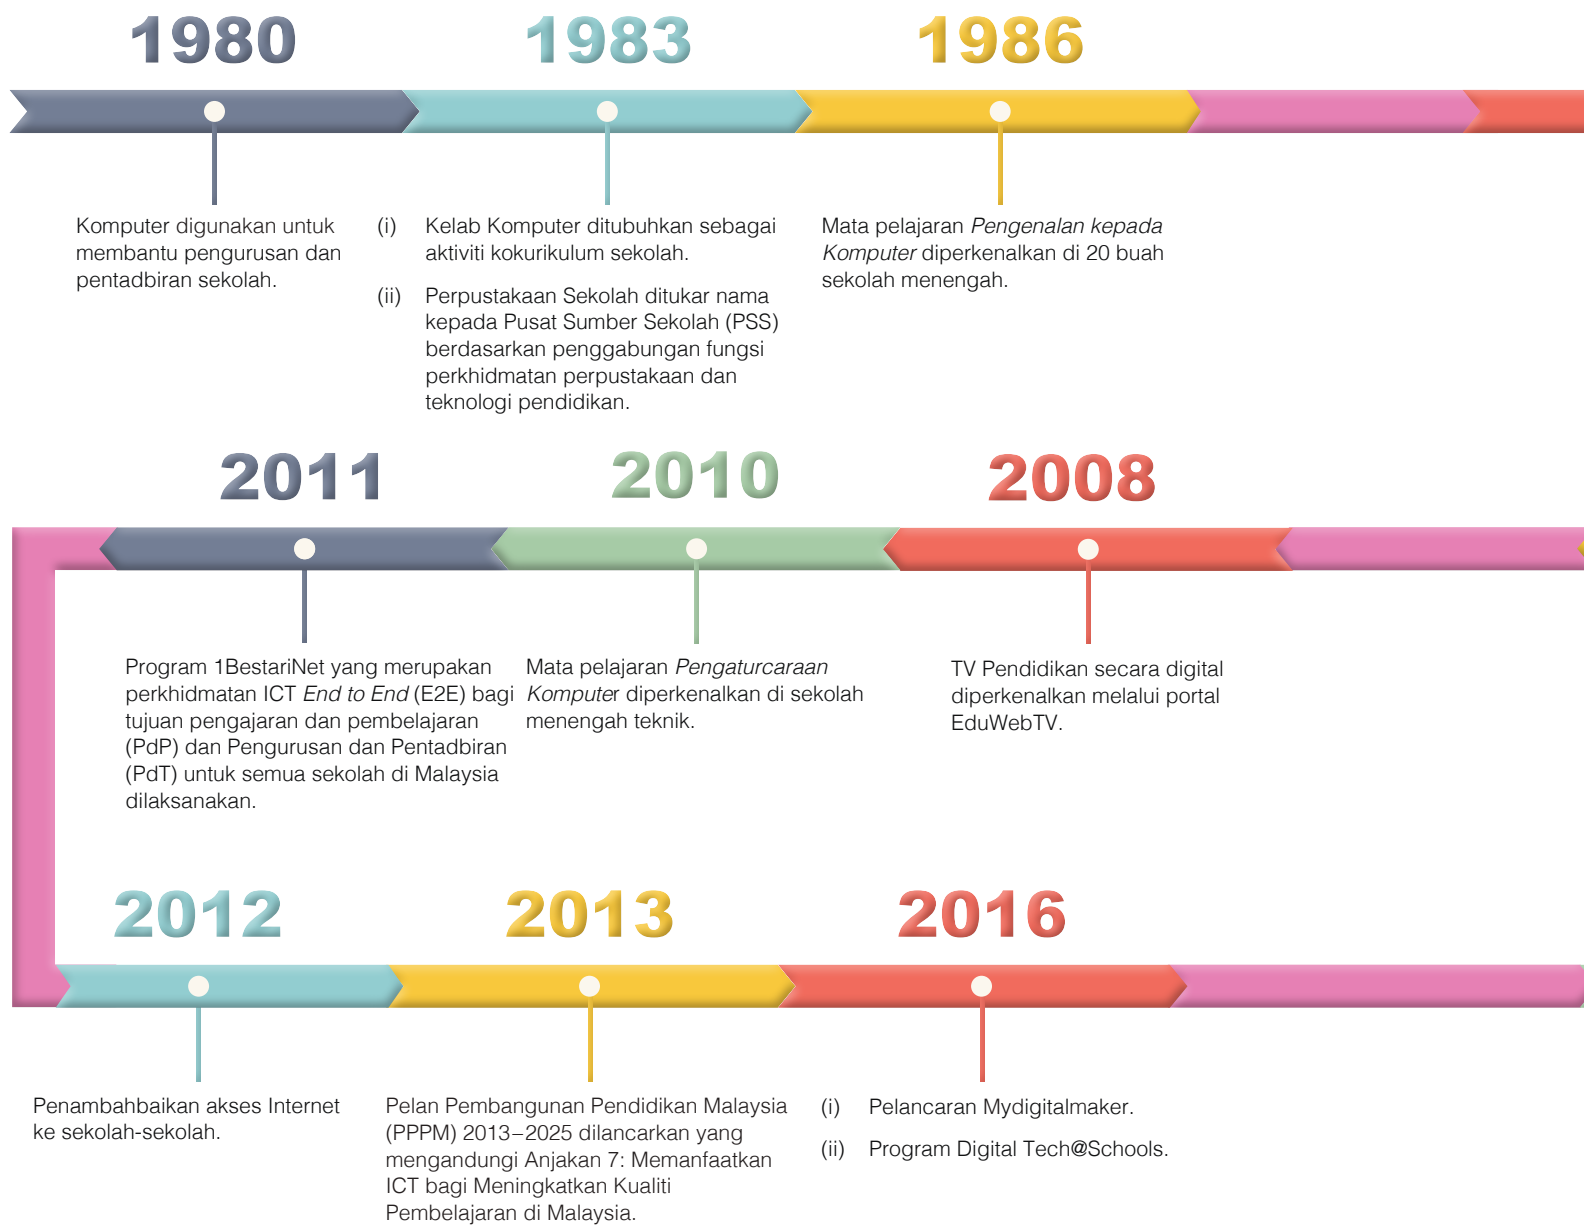 1980
Komputer digunakan untuk
membantu pengurusan dan
pentadbiran sekolah.
1983
(i) Kelab Komputer ditubuhkan sebagai
aktiviti kokurikulum sekolah.
(ii) Perpustakaan Sekolah ditukar nama
kepada Pusat Sumber Sekolah (PSS)
berdasarkan penggabungan fungsi
perkhidmatan perpustakaan dan
teknologi pendidikan.
1986
Mata pelajaran Pengenalan kepada
Komputer diperkenalkan di 20 buah
sekolah menengah.
2011
Program 1BestariNet yang merupakan
perkhidmatan ICT End to End (E2E) bagi
tujuan pengajaran dan pembelajaran
(PdP) dan Pengurusan dan Pentadbiran
(PdT) untuk semua sekolah di Malaysia
dilaksanakan.
2010
Mata pelajaran Pengaturcaraan
Komputer diperkenalkan di sekolah
menengah teknik.
2008
TV Pendidikan secara digital
diperkenalkan melalui portal
EduWebTV.
2012
Penambahbaikan akses Internet
ke sekolah-sekolah.
2013
Pelan Pembangunan Pendidikan Malaysia
(PPPM) 2013–2025 dilancarkan yang
mengandungi Anjakan 7: Memanfaatkan
ICT bagi Meningkatkan Kualiti
Pembelajaran di Malaysia.
2016
(i) Pelancaran Mydigitalmaker.
(ii) Program Digital Tech@Schools.